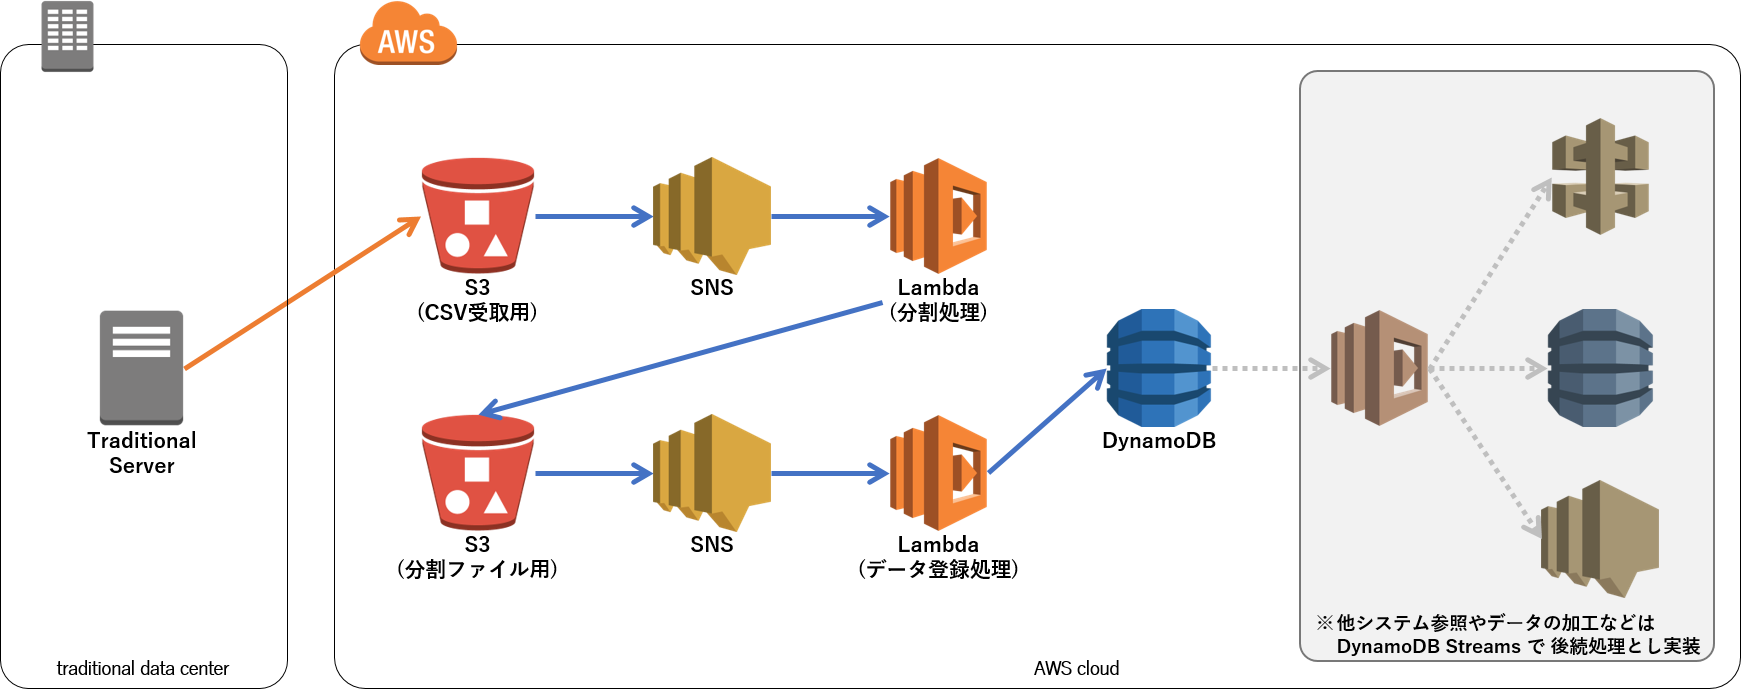 AWS
S3
（CSV受取用）
SNS
Lambda
（分割処理）
Traditional
Server
DynamoDB
S3
（分割ファイル用）
SNS
Lambda
（データ登録処理）
※他システム参照やデータの加工などは
DynamoDB Streams で 後続処理とし実装
traditional data center
AWS cloud